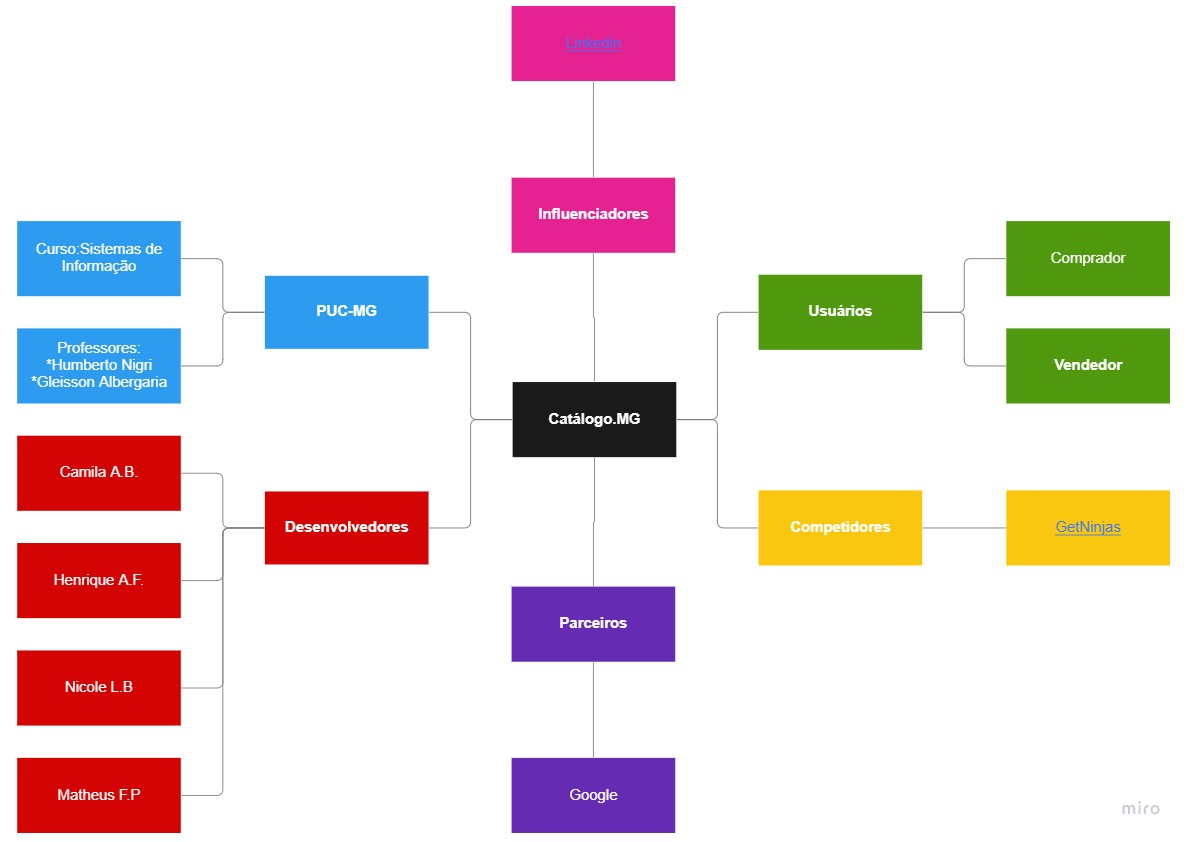 Linkedin
Influenciadores
Curso:Sistemas de
Informação
PUC-MG
Professores:
*Humberto Nigri
*Gleisson Albergaria
Usuários
Comprador
Vendedor
Catálogo.MG
Camila A.B.
Desenvolvedores
Henrique A.F.
Nicole L.B
Matheus F.P
Competidores
GetNinjas
Parceiros
Google
miro